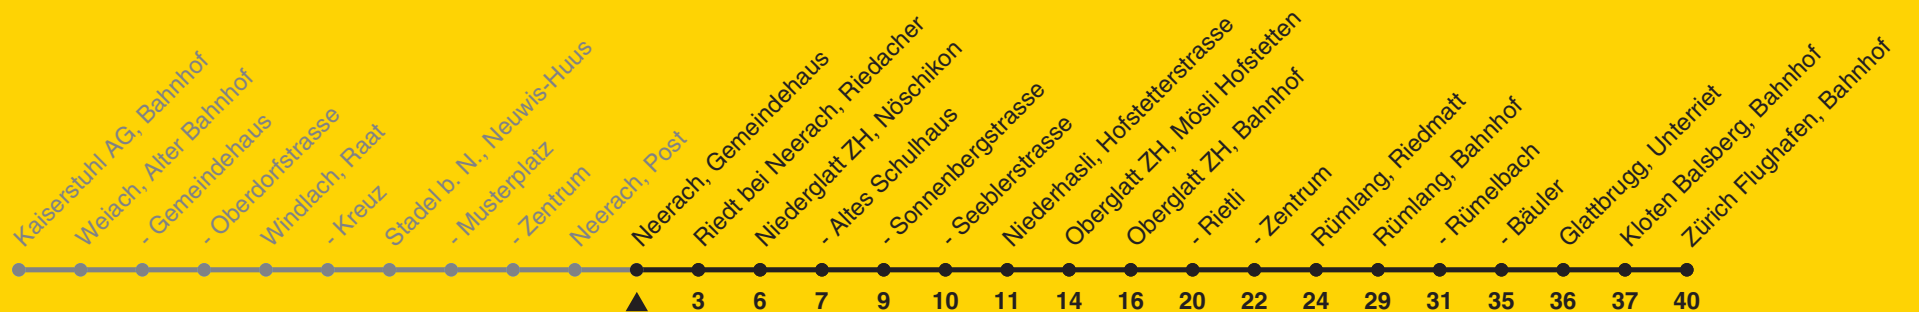 Kaiserstuhl AG, Bahnhof
Weiach, Alter Bahnhof
- Gemeindehaus
- Oberdorfstrasse
Windlach, Raat
- Kreuz
Stadel b. N., Neuwis-Huus
- Musterplatz
- Zentrum
Neerach, Post
Neerach, Gemeindehaus
Riedt bei Neerach, Riedacher
Niederglatt ZH, Nöschikon
- Altes Schulhaus
- Sonnenbergstrasse
- Seeblerstrasse
Niederhasli, Hofstetterstrasse
Oberglatt ZH, Mösli Hofstetten
Oberglatt ZH, Bahnhof
- Rietli
- Zentrum
Rümlang, Riedmatt
Rümlang, Bahnhof
- Rümelbach
- Bäuler
Glattbrugg, Unterriet
Kloten Balsberg, Bahnhof
Zürich Flughafen, Bahnhof
3 6 7 9 10 11 14 16 20 22 24 29 31 35 36 37 40